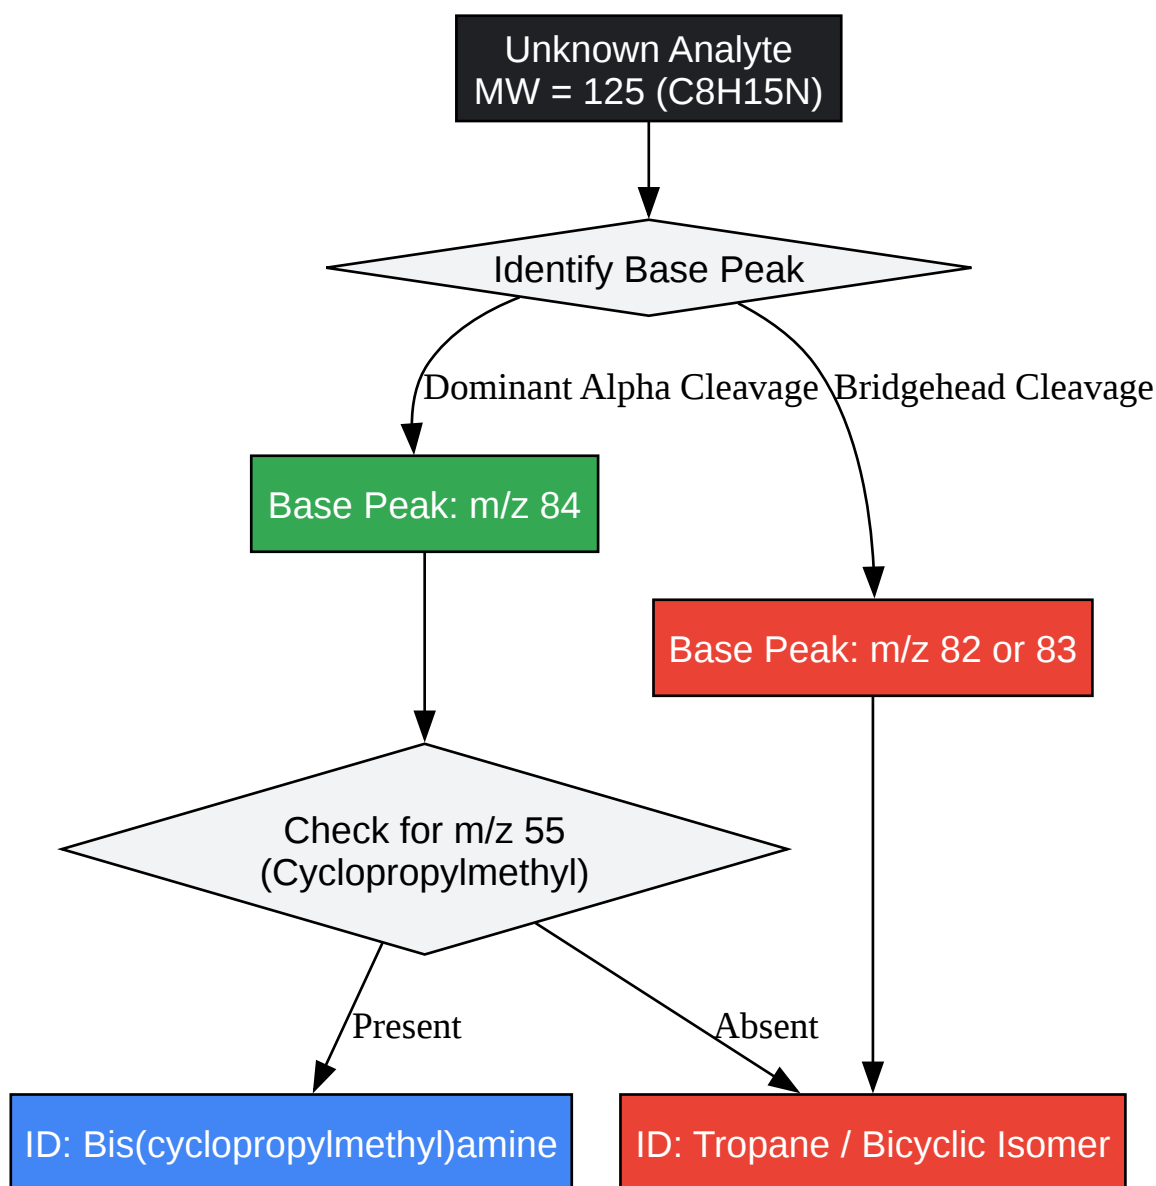 Unknown Analyte
MW = 125 (C8H15N)
Identify Base Peak
Dominant Alpha Cleavage
Bridgehead Cleavage
Base Peak: m/z 84
Base Peak: m/z 82 or 83
Check for m/z 55
(Cyclopropylmethyl)
Present
Absent
ID: Bis(cyclopropylmethyl)amine
ID: Tropane / Bicyclic Isomer